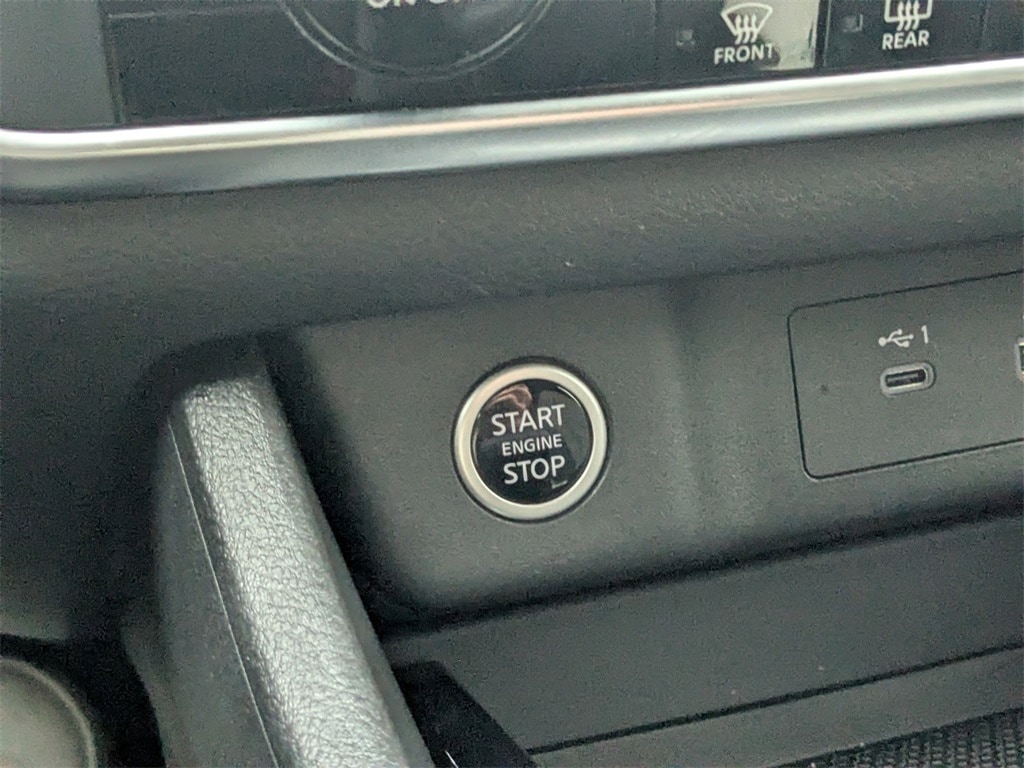 FRONT
REAR
1
START
ENGINE
STOP